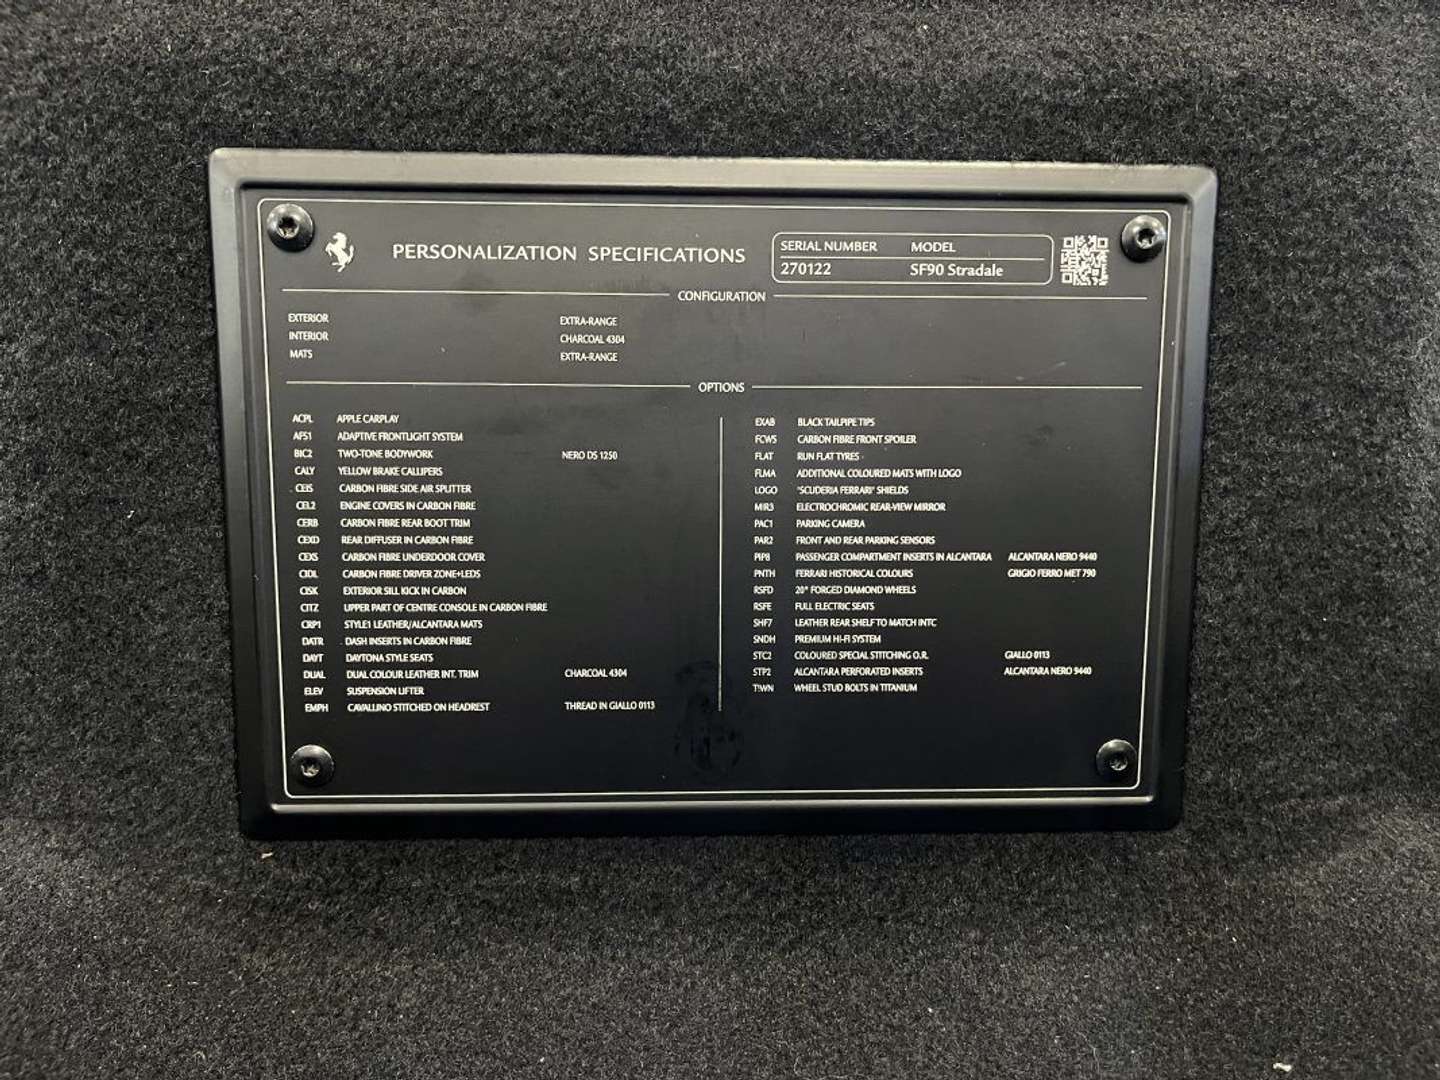 PERSONALIZATION SPECIFICATIONS
SERIAL NUMBER MODEL
270122 SF90 Stradale
CONFIGURATION
EXTERIOR EXTRA-RANGE
INTERIOR CHARCOAL 4304
MATS EXTRA-RANGE
OPTIONS
ACPL APPLE CARPLAY
AFS1 ADAPTIVE FRONTLIGHT SYSTEM
BIC2 TWO-TONE BODYWORK NERO DS 1250
CALY YELLOW BRAKE CALLIPERS
CEIS CARBON FIBRE SIDE AIR SPLITTER
CEL2 ENGINE COVERS IN CARBON FIBRE
CERB CARBON FIBRE REAR BOOT TRIM
CEXD REAR DIFFUSER IN CARBON FIBRE
CEXS CARBON FIBRE UNDERDOOR COVER
CIDL CARBON FIBRE DRIVER ZONE+LEDS
CISK EXTERIOR SILL KICK IN CARBON
CITZ UPPER PART OF CENTRE CONSOLE IN CARBON FIBRE
CRP1 STYLE1 LEATHER/ALCANTARA MATS
DATR DASH INSERTS IN CARBON FIBRE
DAYT DAYTONA STYLE SEATS
DUAL DUAL COLOUR LEATHER INT. TRIM CHARCOAL 4304
ELEV SUSPENSION LIFTER
EMPH CAVALLINO STITCHED ON HEADREST THREAD IN GIALLO 0113
EXAB BLACK TAILPIPE TIPS
FCWS CARBON FIBRE FRONT SPOILER
FLAT RUN FLAT TYRES
FLMA ADDITIONAL COLOURED MATS WITH LOGO
LOGO "SCUDERIA FERRARI" SHIELDS
MIR3 ELECTROCHROMIC REAR-VIEW MIRROR
PAC1 PARKING CAMERA
PAR2 FRONT AND REAR PARKING SENSORS
PIP8 PASSENGER COMPARTMENT INSERTS IN ALCANTARA ALCANTARA NERO 9440
PNTH FERRARI HISTORICAL COLOURS GRIGIO FERRO MET 790
RSFD 20" FORGED DIAMOND WHEELS
RSFE FULL ELECTRIC SEATS
SHF7 LEATHER REAR SHELF TO MATCH INTC
SNDH PREMIUM HI-FI SYSTEM
STC2 COLOURED SPECIAL STITCHING O.R. GIALLO 0113
STP2 ALCANTARA PERFORATED INSERTS ALCANTARA NERO 9440
T!WN WHEEL STUD BOLTS IN TITANIUM